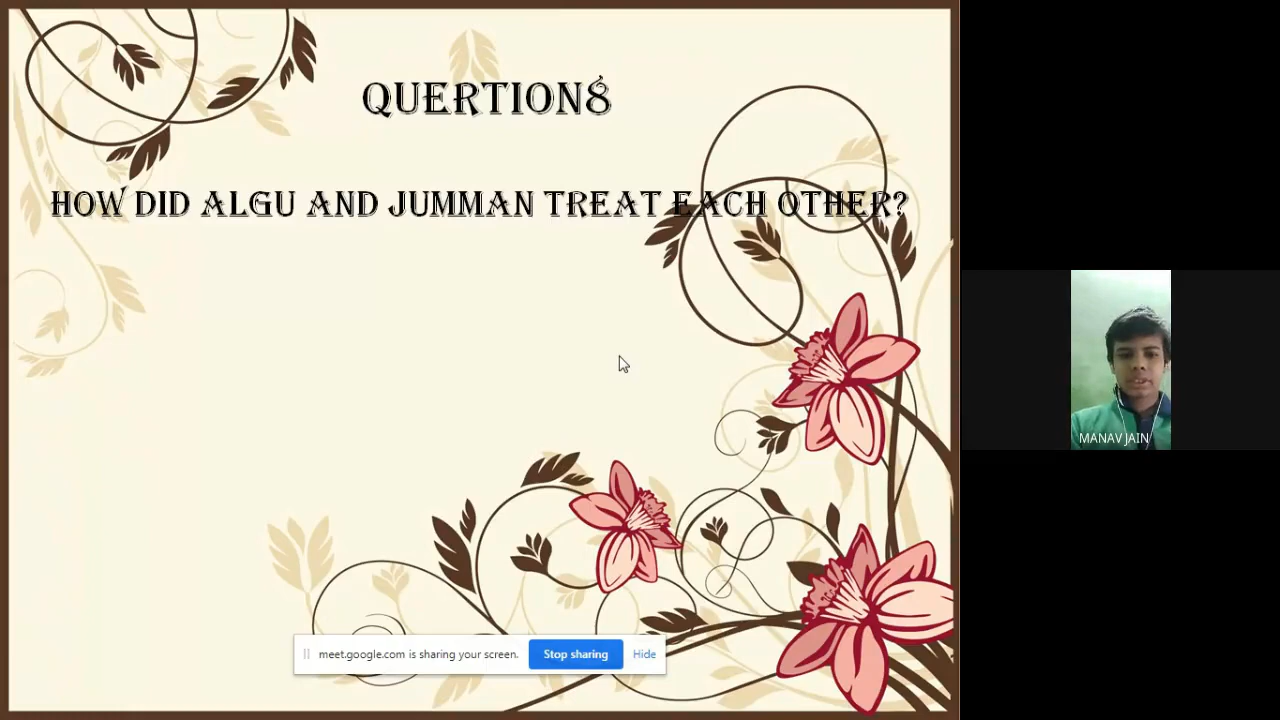 QUERTIONS
HOW DID ALGU AND JUMMAN TREAT EACH OTHER?
MANAV JAIN
meet.google.com is sharing your screen. Stop sharing Hide